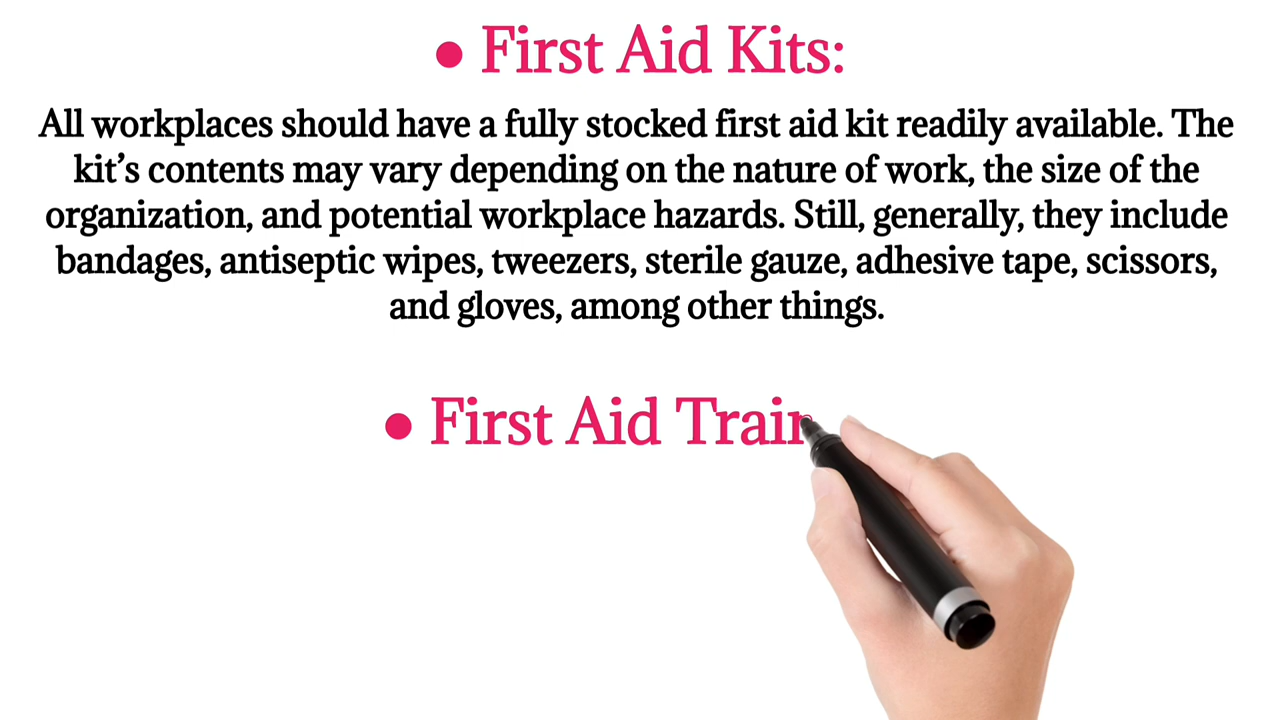 • First Aid Kits:
All workplaces should have a fully stocked first aid kit readily available. The
kit’s contents may vary depending on the nature of work, the size of the
organization, and potential workplace hazards. Still, generally, they include
bandages, antiseptic wipes, tweezers, sterile gauze, adhesive tape, scissors,
and gloves, among other things.
• First Aid Train